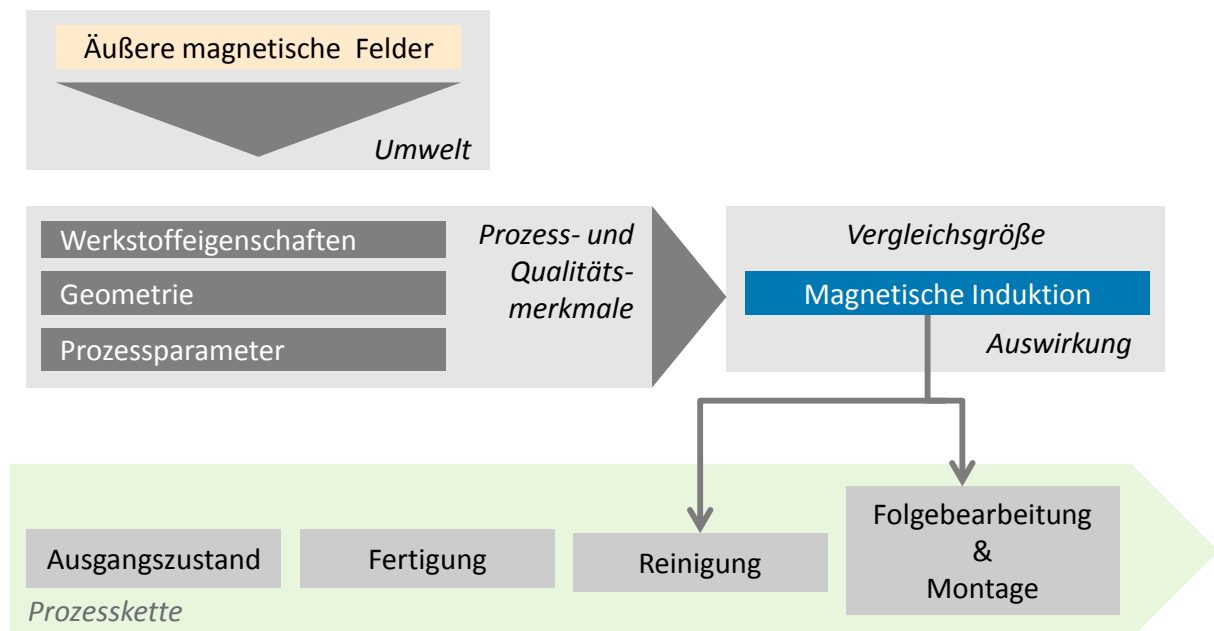 Äußere magnetische Felder
Umwelt
Werkstoffeigenschaften
Geometrie
Prozessparameter
Prozess- und
Qualitäts-
merkmale
Vergleichsgröße
Magnetische Induktion
Auswirkung
Ausgangszustand
Fertigung
Reinigung
Folgebearbeitung
&
Montage
Prozesskette